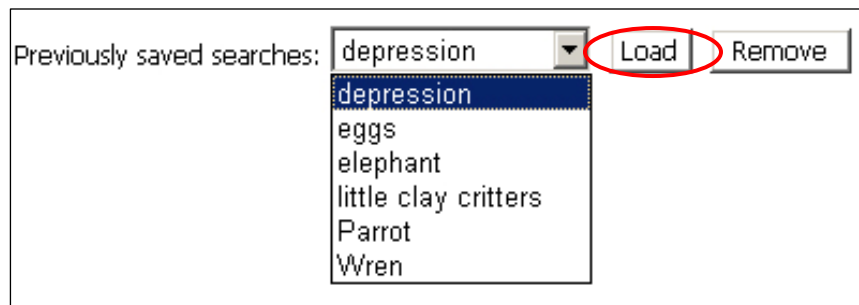 Previously saved searches: depression Load Remove
depression
eggs
elephant
little clay critters
Parrot
Wren